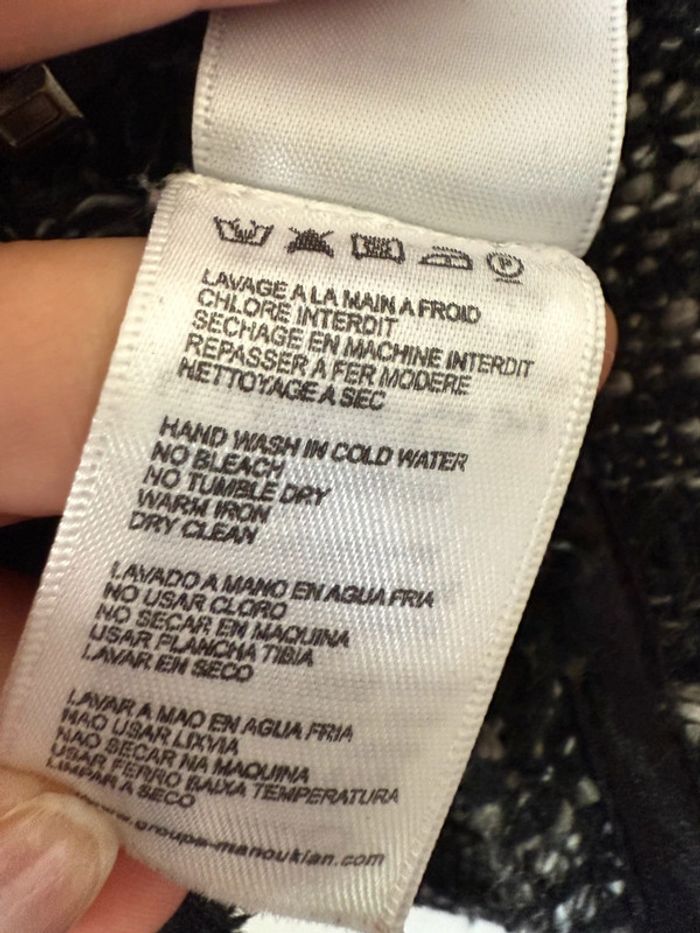 P
LAVAGE A LA MAIN A FROID
CHLORE INTERDIT
SECHAGE EN MACHINE INTERDIT
REPASSER A FER MODERE
NETTOYAGE A SEC
HAND WASH IN COLD WATER
NO BLEACH
NO TUMBLE DRY
WARM IRON
DRY CLEAN
LAVADO A MANO EN AGUA FRIA
NO USAR CLORO
NO SECAR EN MAQUINA
USAR PLANCHA TIBIA
LAVAR EN SECO
LAVAR A MAO EN AGUA FRIA
NAO USAR LIXVIA
NAO SECAR NA MAQUINA
USAR FERRO BAIXA TEMPERATURA
LIMPAR A SECO
www.groupe-manoukian.com